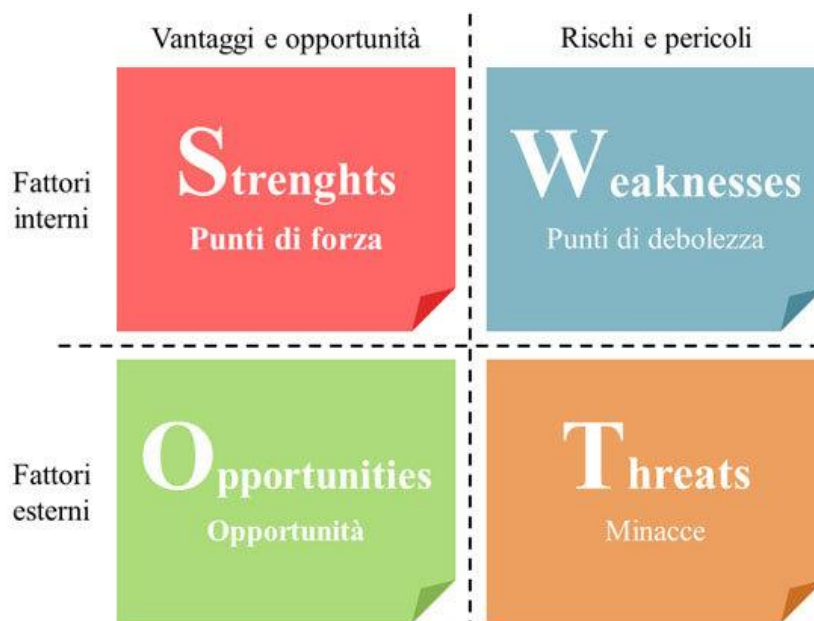 Vantaggi e opportunità
Rischi e pericoli
Fattori
interni
Strenghts
Punti di forza
Weaknesses
Punti di debolezza
Fattori
esterni
Opportunities
Opportunità
Threats
Minacce